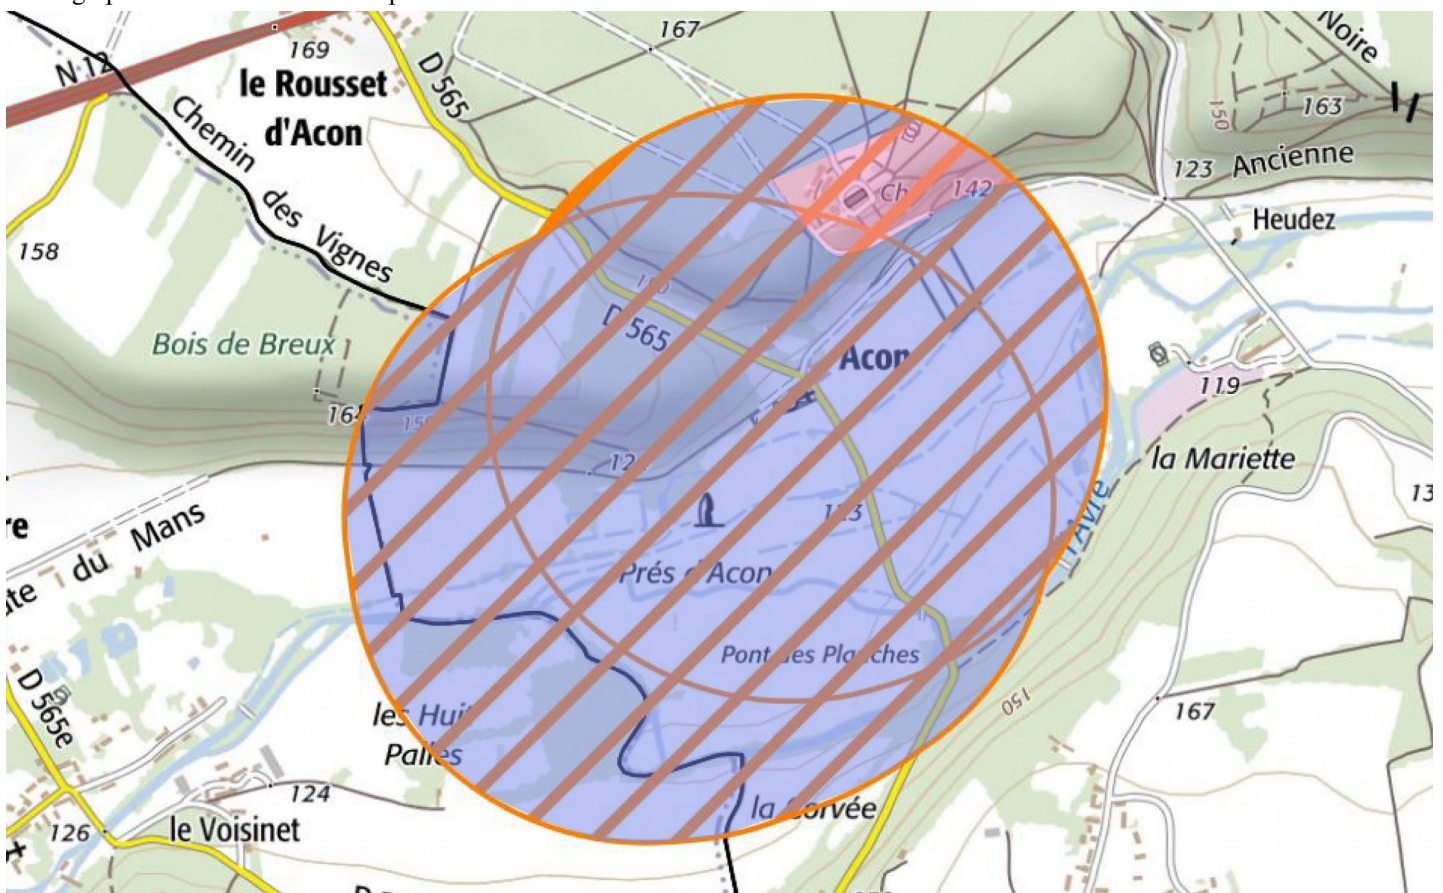 167
169
N 12
le Rousset
d'Acon
D 565
Noire
163
150
Chemin
des Vignes
123
Ancienne
142
Heudez
158
D 565
Bois de Breux
Acon
119
164
la Mariette
du Mans
Prés d'Acon
l'Avre
Pont des Planches
150
D 565e
les Huit
Palles
167
124
la Corvée
126
le Voisinet